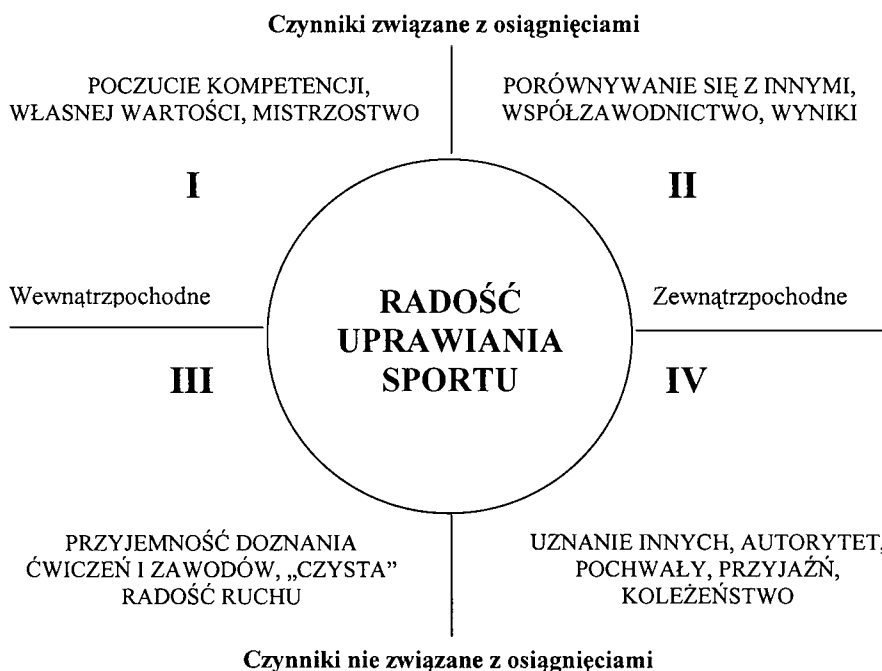 Czynniki związane z osiągnięciami
POCZUCIE KOMPETENCJI,
WŁASNEJ WARTOŚCI, MISTRZOSTWO
I
PORÓWNYWANIE SIĘ Z INNYMI,
WSPÓŁZAWODNICTWO, WYNIKI
II
Wewnątrzpochodne
RADOŚĆ
UPRAWIANIA
SPORTU
Zewnątrzpochodne
III
IV
PRZYJEMNOŚĆ DOZNANIA
ĆWICZEŃ I ZAWODÓW, „CZYSTA”
RADOŚĆ RUCHU
UZNANIE INNYCH, AUTORYTET,
POCHWAŁY, PRZYJAŹŃ,
KOLEŻEŃSTWO
Czynniki nie związane z osiągnięciami